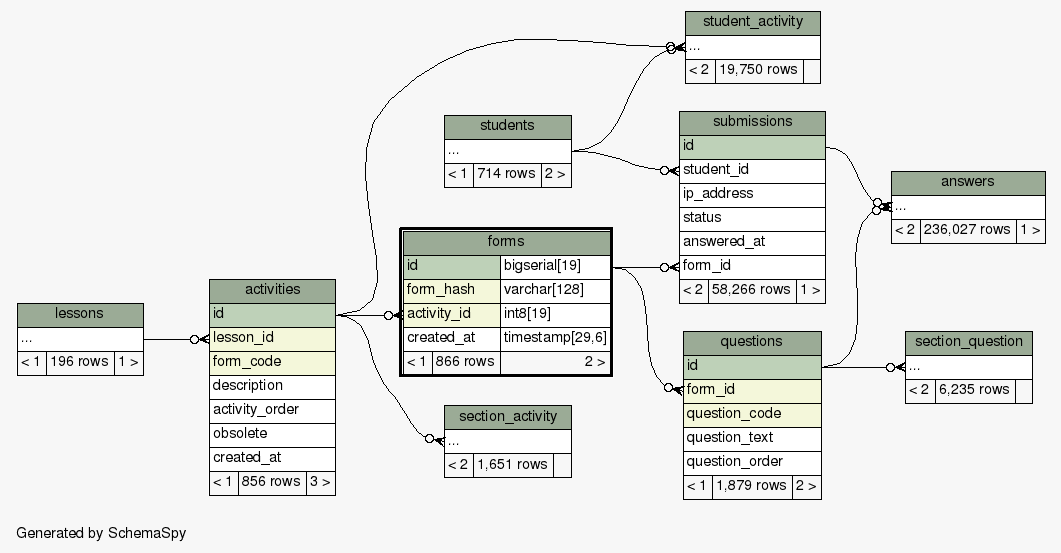 student_activity
...
< 2 19,750 rows
students
...
< 1 714 rows 2 >
submissions
id
student_id
ip_address
status
answered_at
form_id
< 2 58,266 rows 1 >
answers
...
< 2 236,027 rows 1 >
forms
id bigserial[19]
form_hash varchar[128]
activity_id int8[19]
created_at timestamp[29,6]
< 1 866 rows 2 >
activities
id
lesson_id
form_code
description
activity_order
obsolete
created_at
< 1 856 rows 3 >
lessons
...
< 1 196 rows 1 >
questions
id
form_id
question_code
question_text
question_order
< 1 1,879 rows 2 >
section_question
...
< 2 6,235 rows
section_activity
...
< 2 1,651 rows
Generated by SchemaSpy